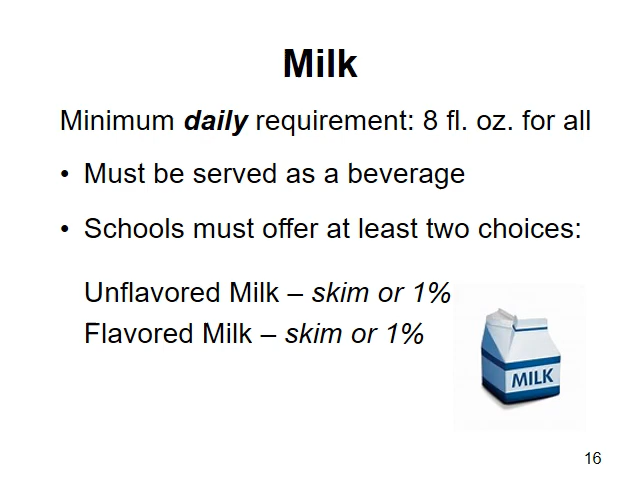 Milk
Minimum daily requirement: 8 fl. oz. for all
• Must be served as a beverage
• Schools must offer at least two choices:
Unflavored Milk – skim or 1%
Flavored Milk – skim or 1%
MILK
16